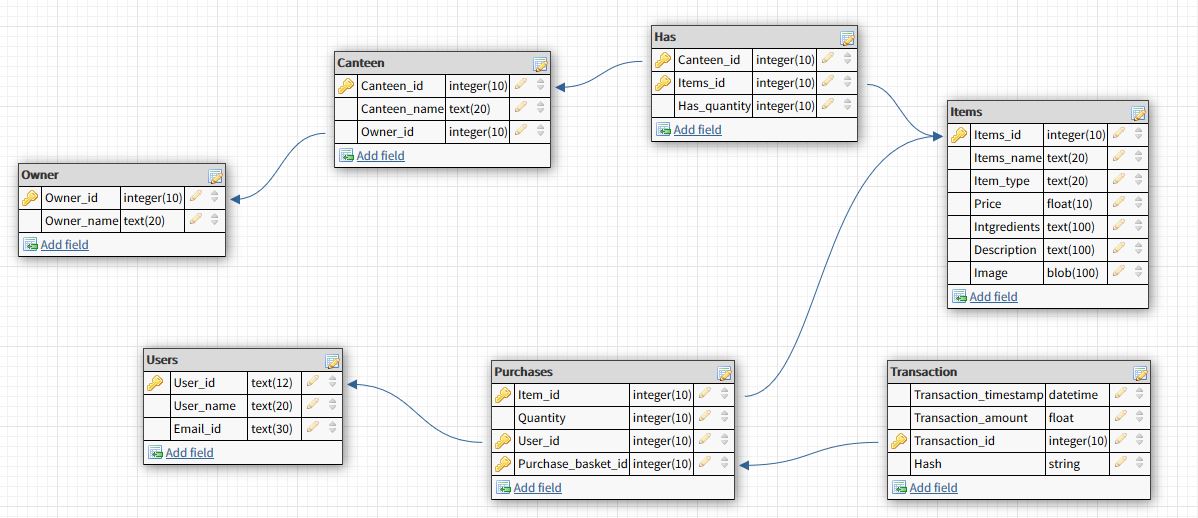 Has
Canteen_id integer(10)
Items_id integer(10)
Has_quantity integer(10)
Add field
Canteen
Canteen_id integer(10)
Canteen_name text(20)
Owner_id integer(10)
Add field
Items
Items_id integer(10)
Items_name text(20)
Item_type text(20)
Price float(10)
Intgredients text(100)
Description text(100)
Image blob(100)
Add field
Owner
Owner_id integer(10)
Owner_name text(20)
Add field
Users
User_id text(12)
User_name text(20)
Email_id text(30)
Add field
Purchases
Item_id integer(10)
Quantity integer(10)
User_id integer(10)
Purchase_basket_id integer(10)
Add field
Transaction
Transaction_timestamp datetime
Transaction_amount float
Transaction_id integer(10)
Hash string
Add field